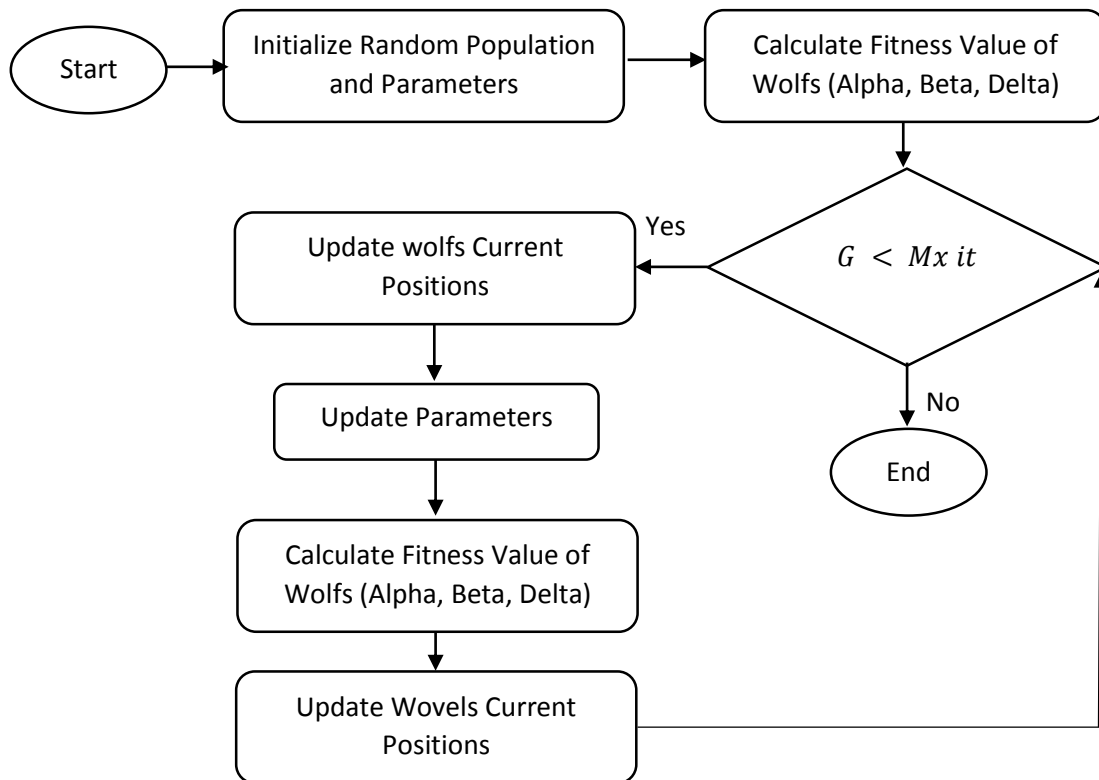 Start
Initialize Random Population
and Parameters
Calculate Fitness Value of
Wolfs (Alpha, Beta, Delta)
G < Mx it
Yes
Update wolfs Current
Positions
Update Parameters
Calculate Fitness Value of
Wolfs (Alpha, Beta, Delta)
Update Wovels Current
Positions
No
End